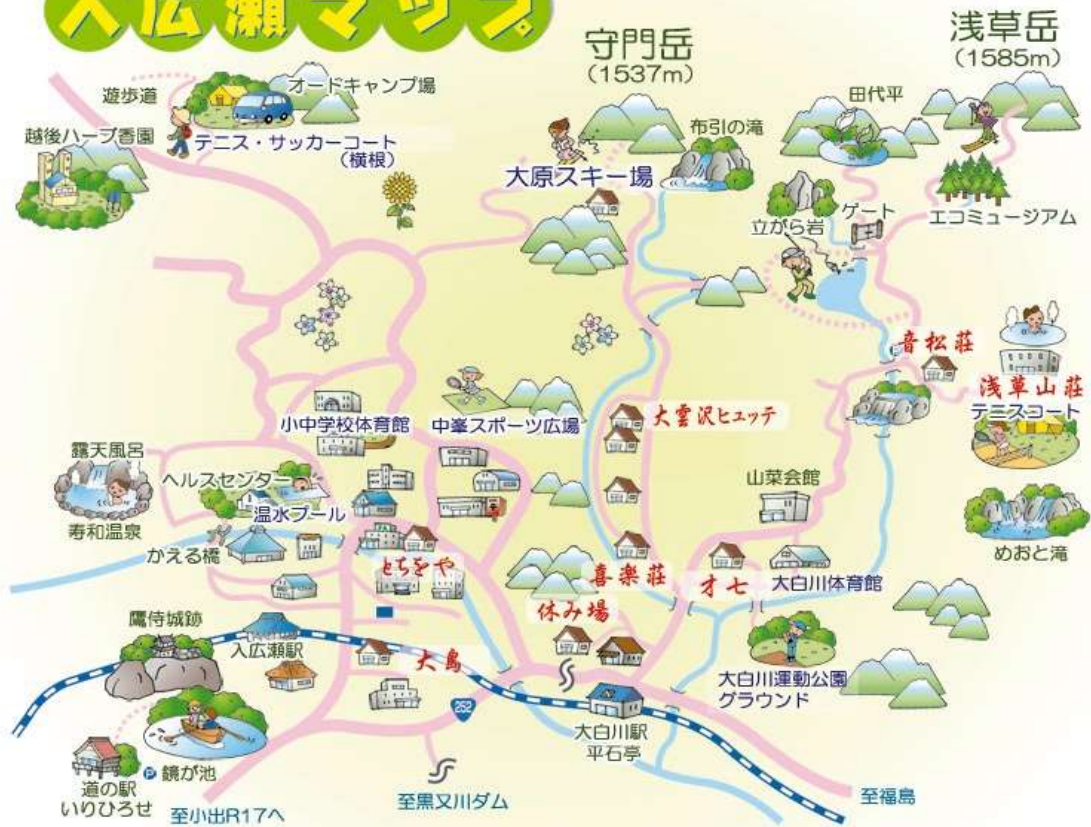 入広瀬マップ
守門岳
(1537m)
浅草岳
(1585m)
遊歩道
オードキャンプ場
田代平
越後ハーブ香園
テニス・サッカーコート
(横根)
布引の滝
大原スキー場
立がら岩
ゲート
エコミュージアム
音松荘
浅草山荘
テニスコート
小中学校体育館
中峯スポーツ広場
大雲沢ヒュッテ
露天風呂
ヘルスセンター
山菜会館
温水プール
寿和温泉
かえる橋
めおと滝
とちをや
喜楽荘
才七
大白川体育館
休み場
鷹侍城跡
入広瀬駅
大島
大白川運動公園
グラウンド
252
大白川駅
平石亭
P
鏡が池
道の駅
いりひろせ
至小出R17へ
至黒又川ダム
至福島